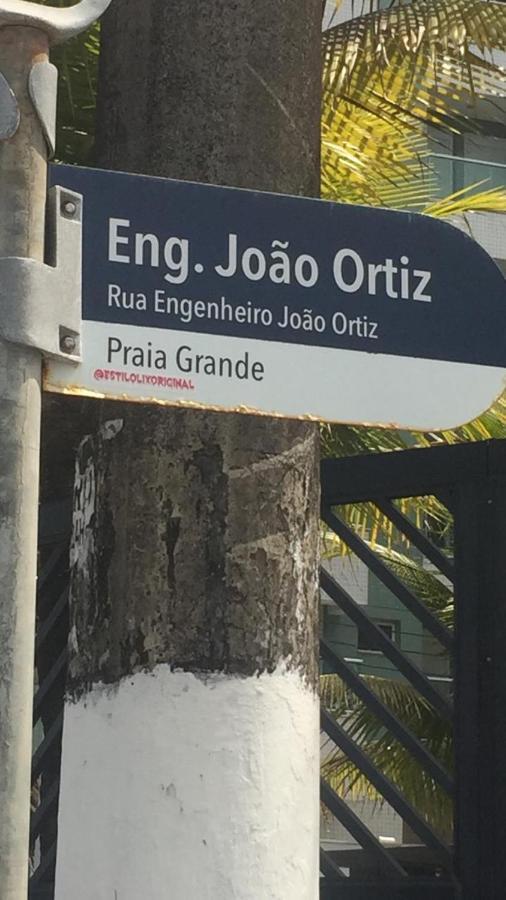 Eng. João Ortiz
Rua Engenheiro João Ortiz
Praia Grande
@ESTILOLIXORIGINAL